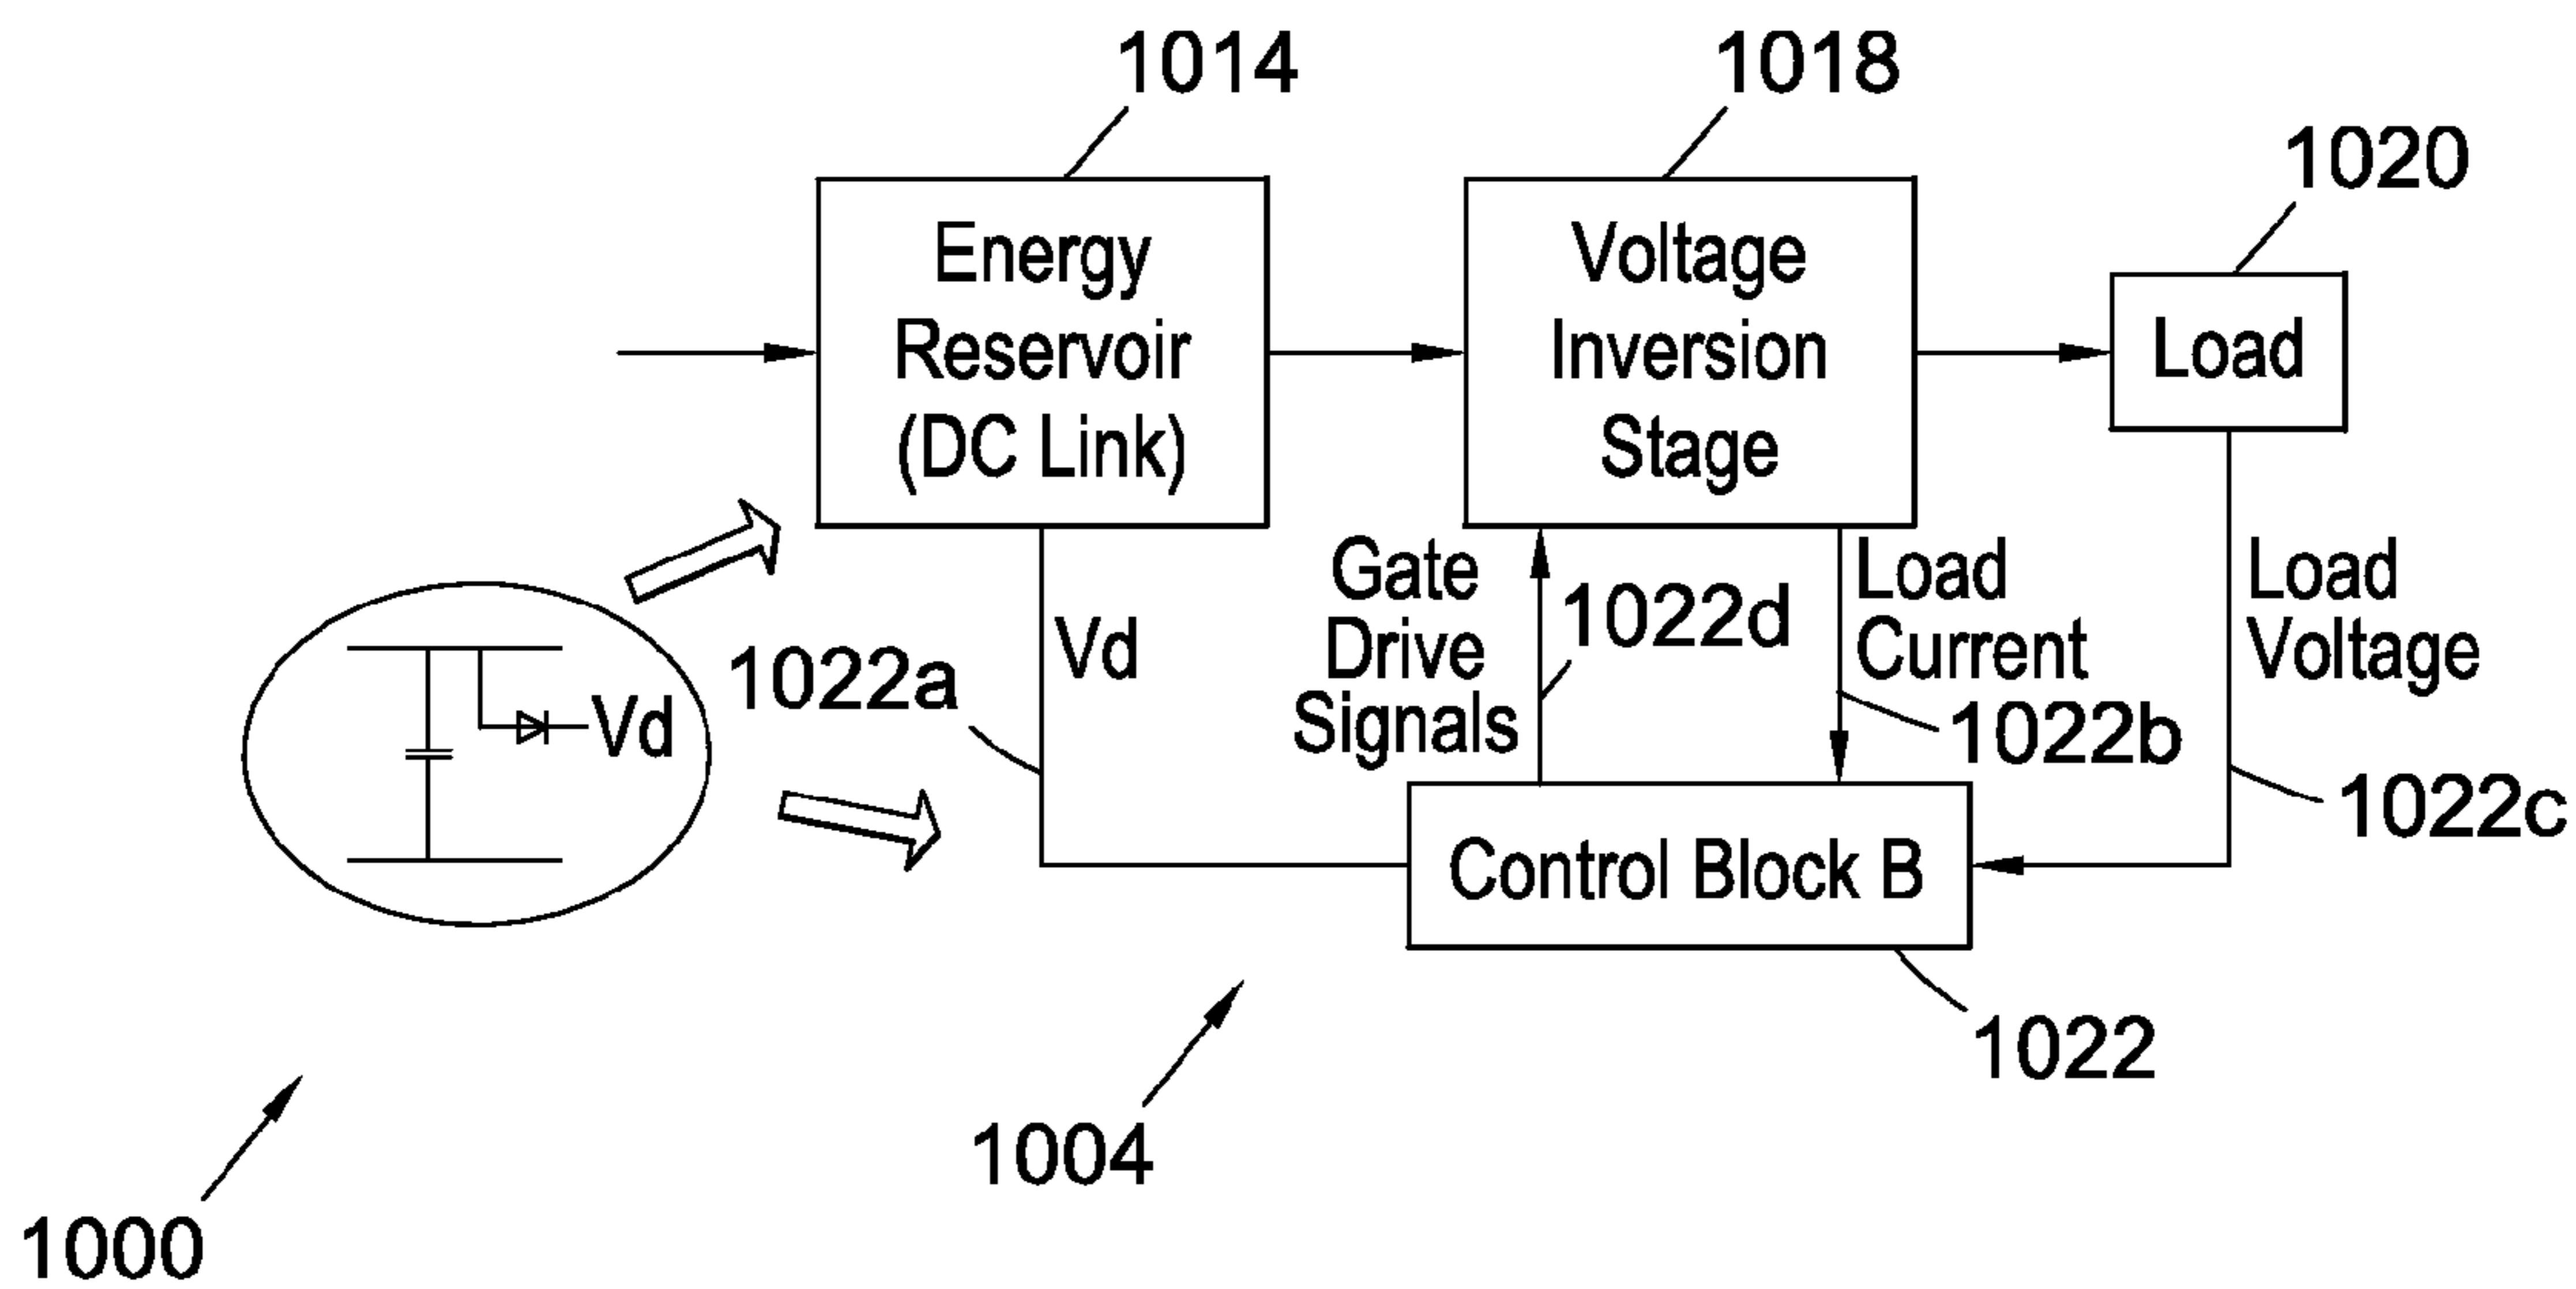 1014
1018
1020
Energy
Reservoir
(DC Link)
Voltage
Inversion
Stage
Load
Gate
Drive
Signals
1022d
Load
Current
1022b
Load
Voltage
1022c
Vd
1022a
Vd
Control Block B
1022
1004
1000